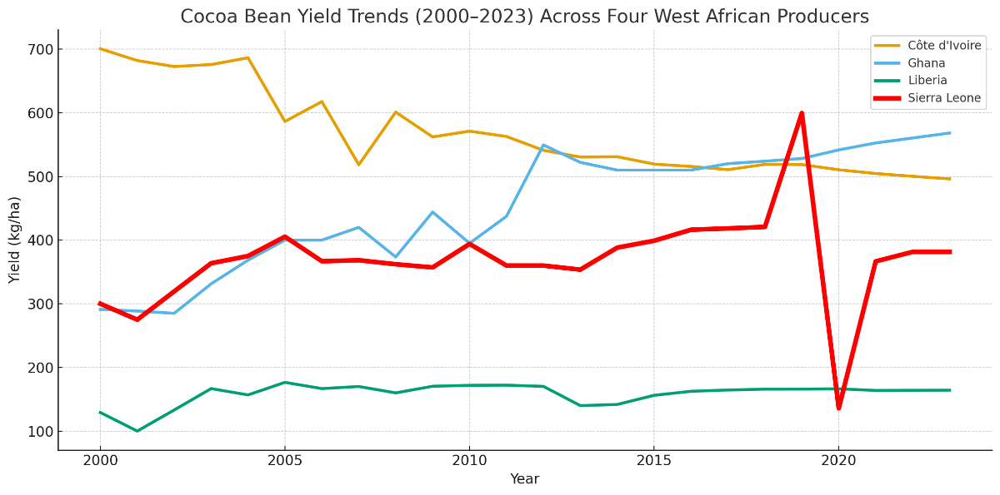 Cocoa Bean Yield Trends (2000–2023) Across Four West African Producers
Côte d'Ivoire
Ghana
Liberia
Sierra Leone
Yield (kg/ha)
700
600
500
400
300
200
100
2000
2005
2010
2015
2020
Year